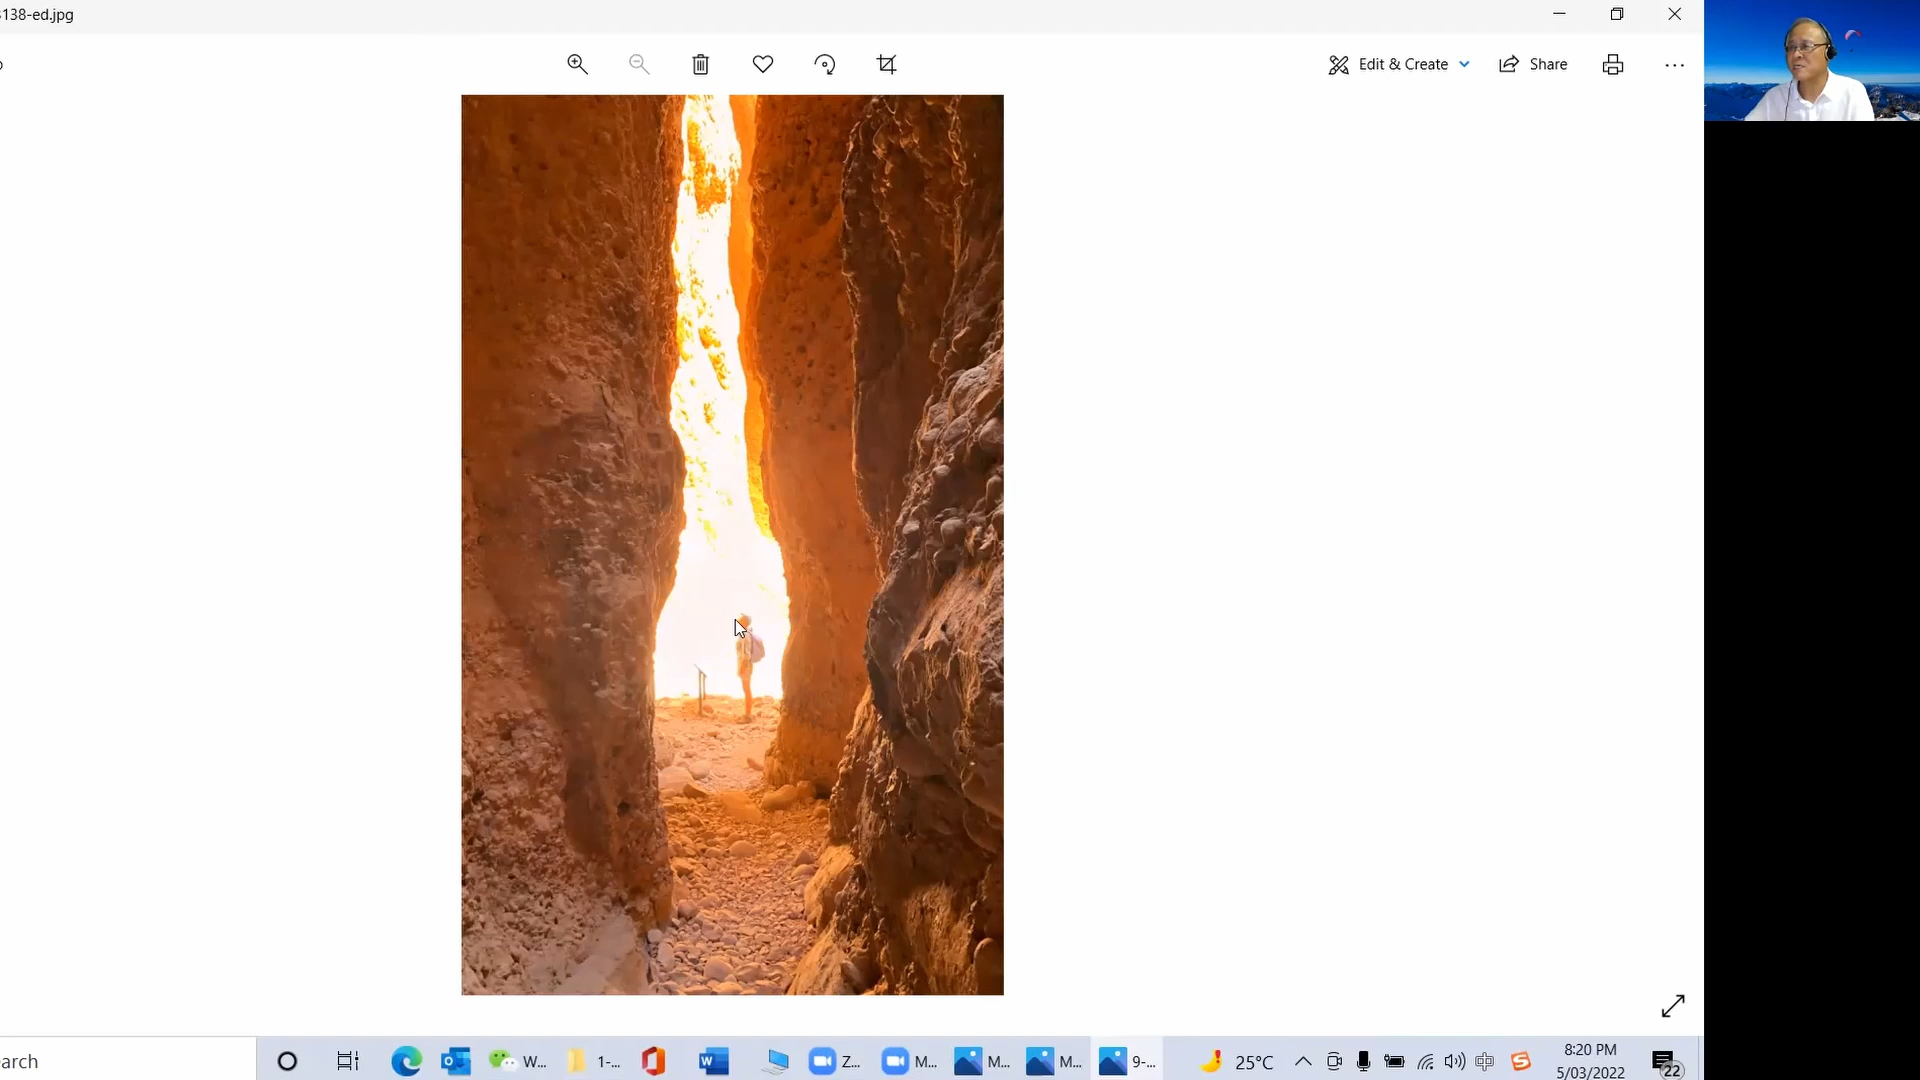 138-ed.jpg
Edit & Create
Share
arch
W...
1-...
Z...
M...
M...
M...
9-...
25°C
8:20 PM
5/03/2022
22